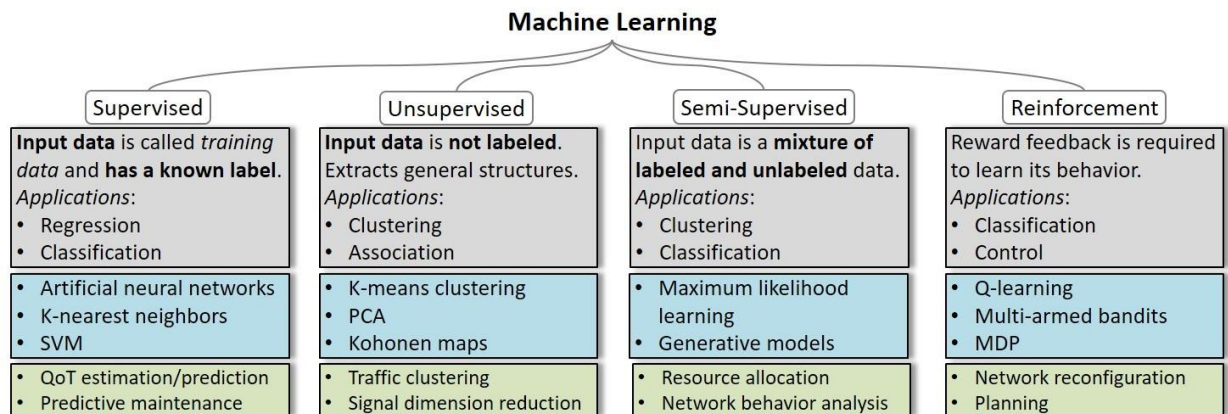 Machine Learning
Supervised
Input data is called training
data and has a known label.
Applications:
• Regression
• Classification
• Artificial neural networks
• K-nearest neighbors
• SVM
• QoT estimation/prediction
• Predictive maintenance
Unsupervised
Input data is not labeled.
Extracts general structures.
Applications:
• Clustering
• Association
• K-means clustering
• PCA
• Kohonen maps
• Traffic clustering
• Signal dimension reduction
Semi-Supervised
Input data is a mixture of
labeled and unlabeled data.
Applications:
• Clustering
• Classification
• Maximum likelihood
learning
• Generative models
• Resource allocation
• Network behavior analysis
Reinforcement
Reward feedback is required
to learn its behavior.
Applications:
• Classification
• Control
• Q-learning
• Multi-armed bandits
• MDP
• Network reconfiguration
• Planning